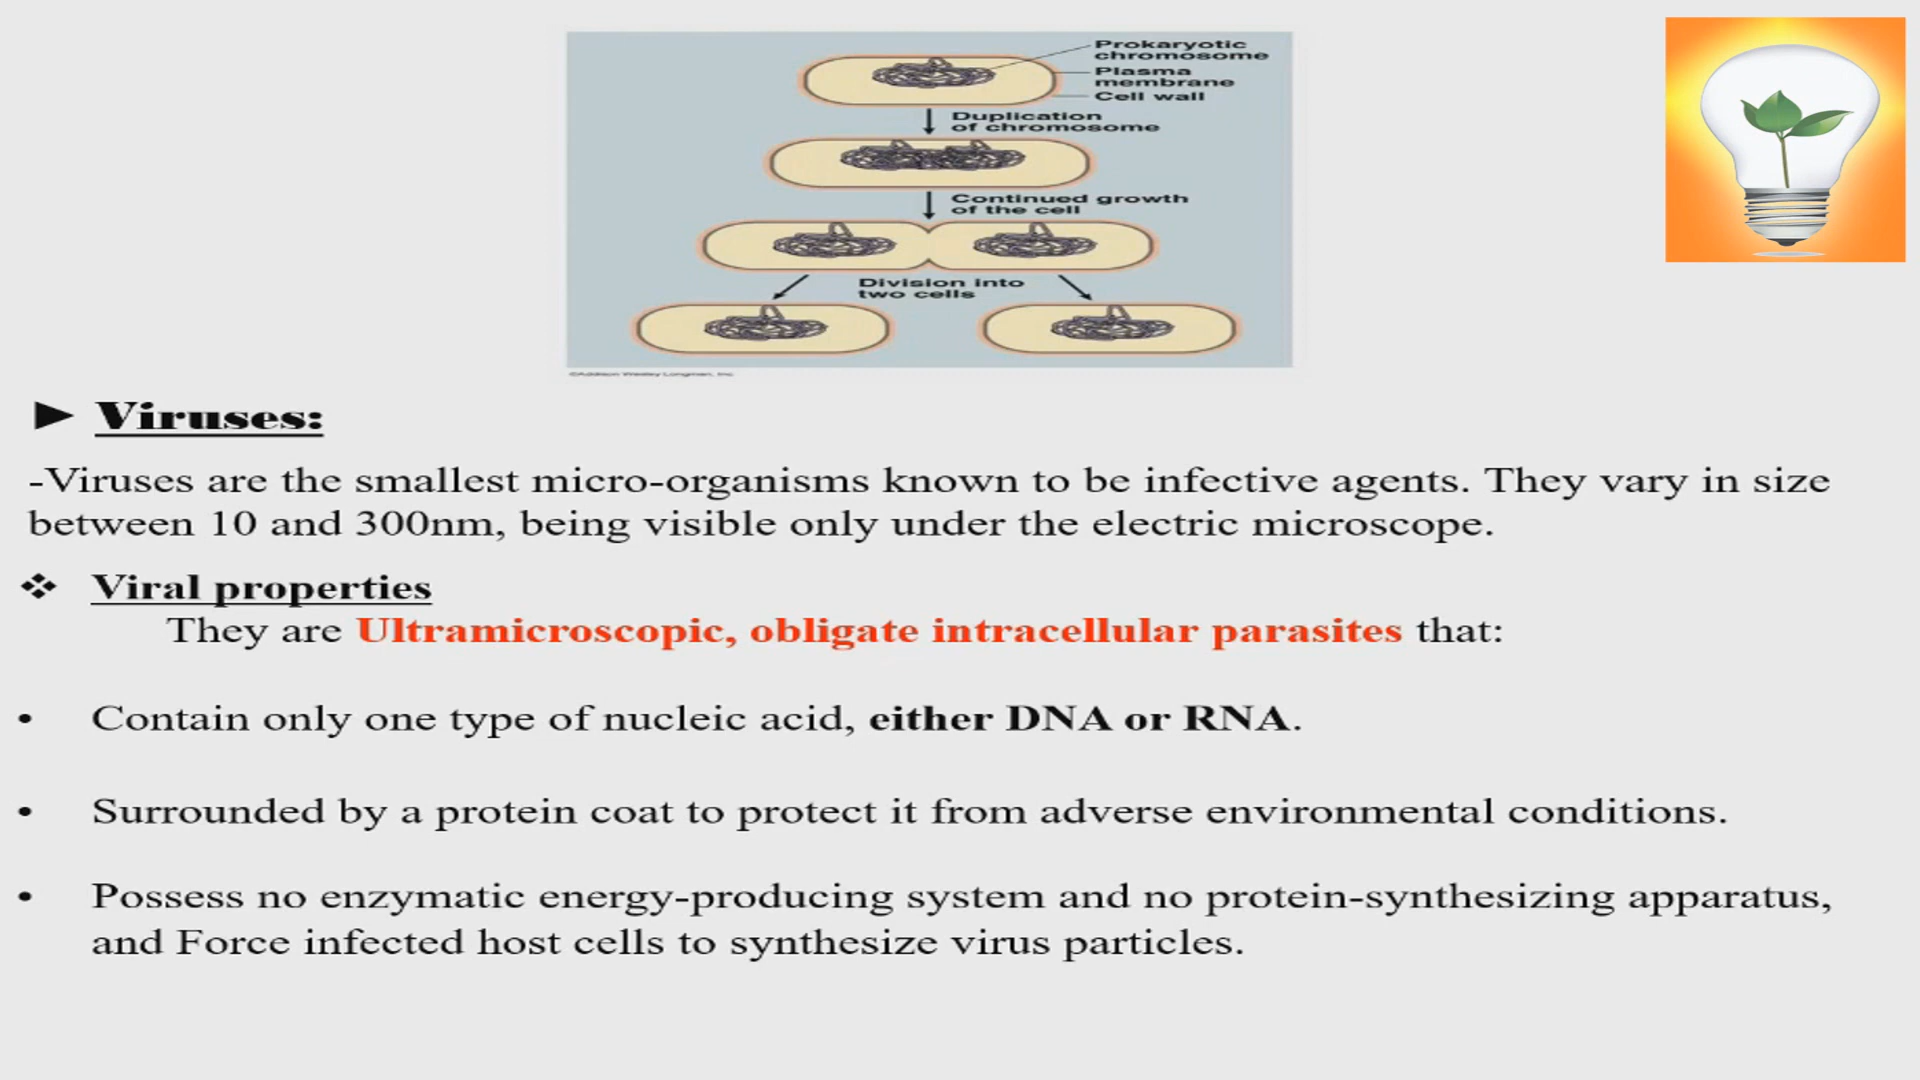 Prokaryotic
chromosome
Plasma
membrane
Cell wall
Duplication
of chromosome
Continued growth
of the cell
Division into
two cells
©Addison Wesley Longman, Inc.
► Viruses:
-Viruses are the smallest micro-organisms known to be infective agents. They vary in size
between 10 and 300nm, being visible only under the electric microscope.
❖ Viral properties
They are Ultramicroscopic, obligate intracellular parasites that:
• Contain only one type of nucleic acid, either DNA or RNA.
• Surrounded by a protein coat to protect it from adverse environmental conditions.
• Possess no enzymatic energy-producing system and no protein-synthesizing apparatus,
and Force infected host cells to synthesize virus particles.